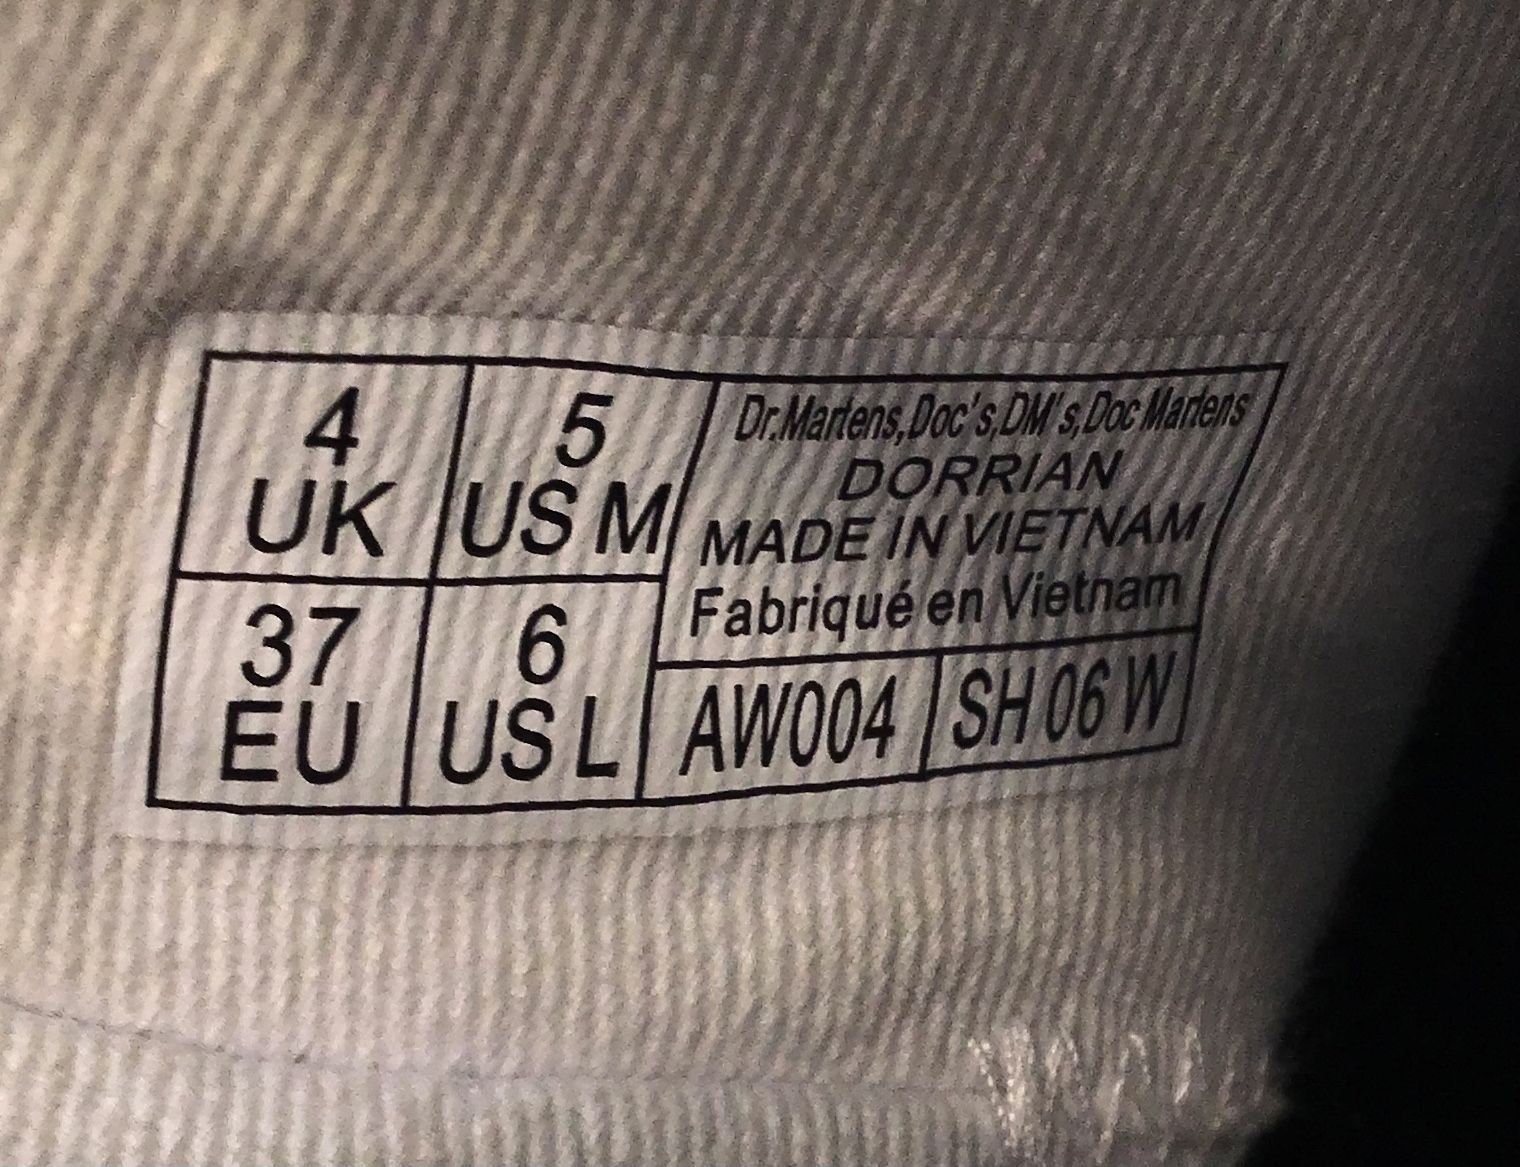 4
UK
5
US M
37
EU
6
US L
Dr.Martens,Doc's,DM's,Doc Martens
DORRIAN
MADE IN VIETNAM
Fabriqué en Vietnam
AW004
SH 06 W